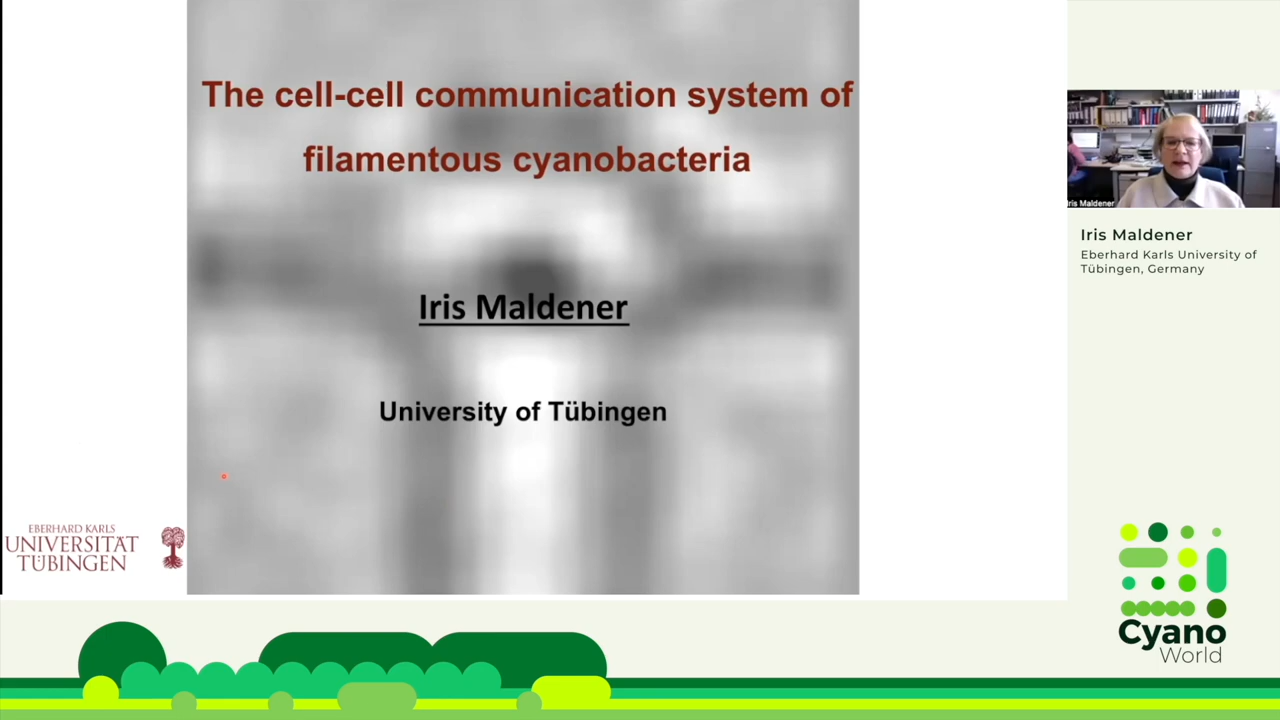 The cell-cell communication system of
filamentous cyanobacteria
Iris Maldener
University of Tübingen
EBERHARD KARLS
UNIVERSITÄT
TÜBINGEN
Iris Maldener
Iris Maldener
Eberhard Karls University of
Tübingen, Germany
Cyano
World